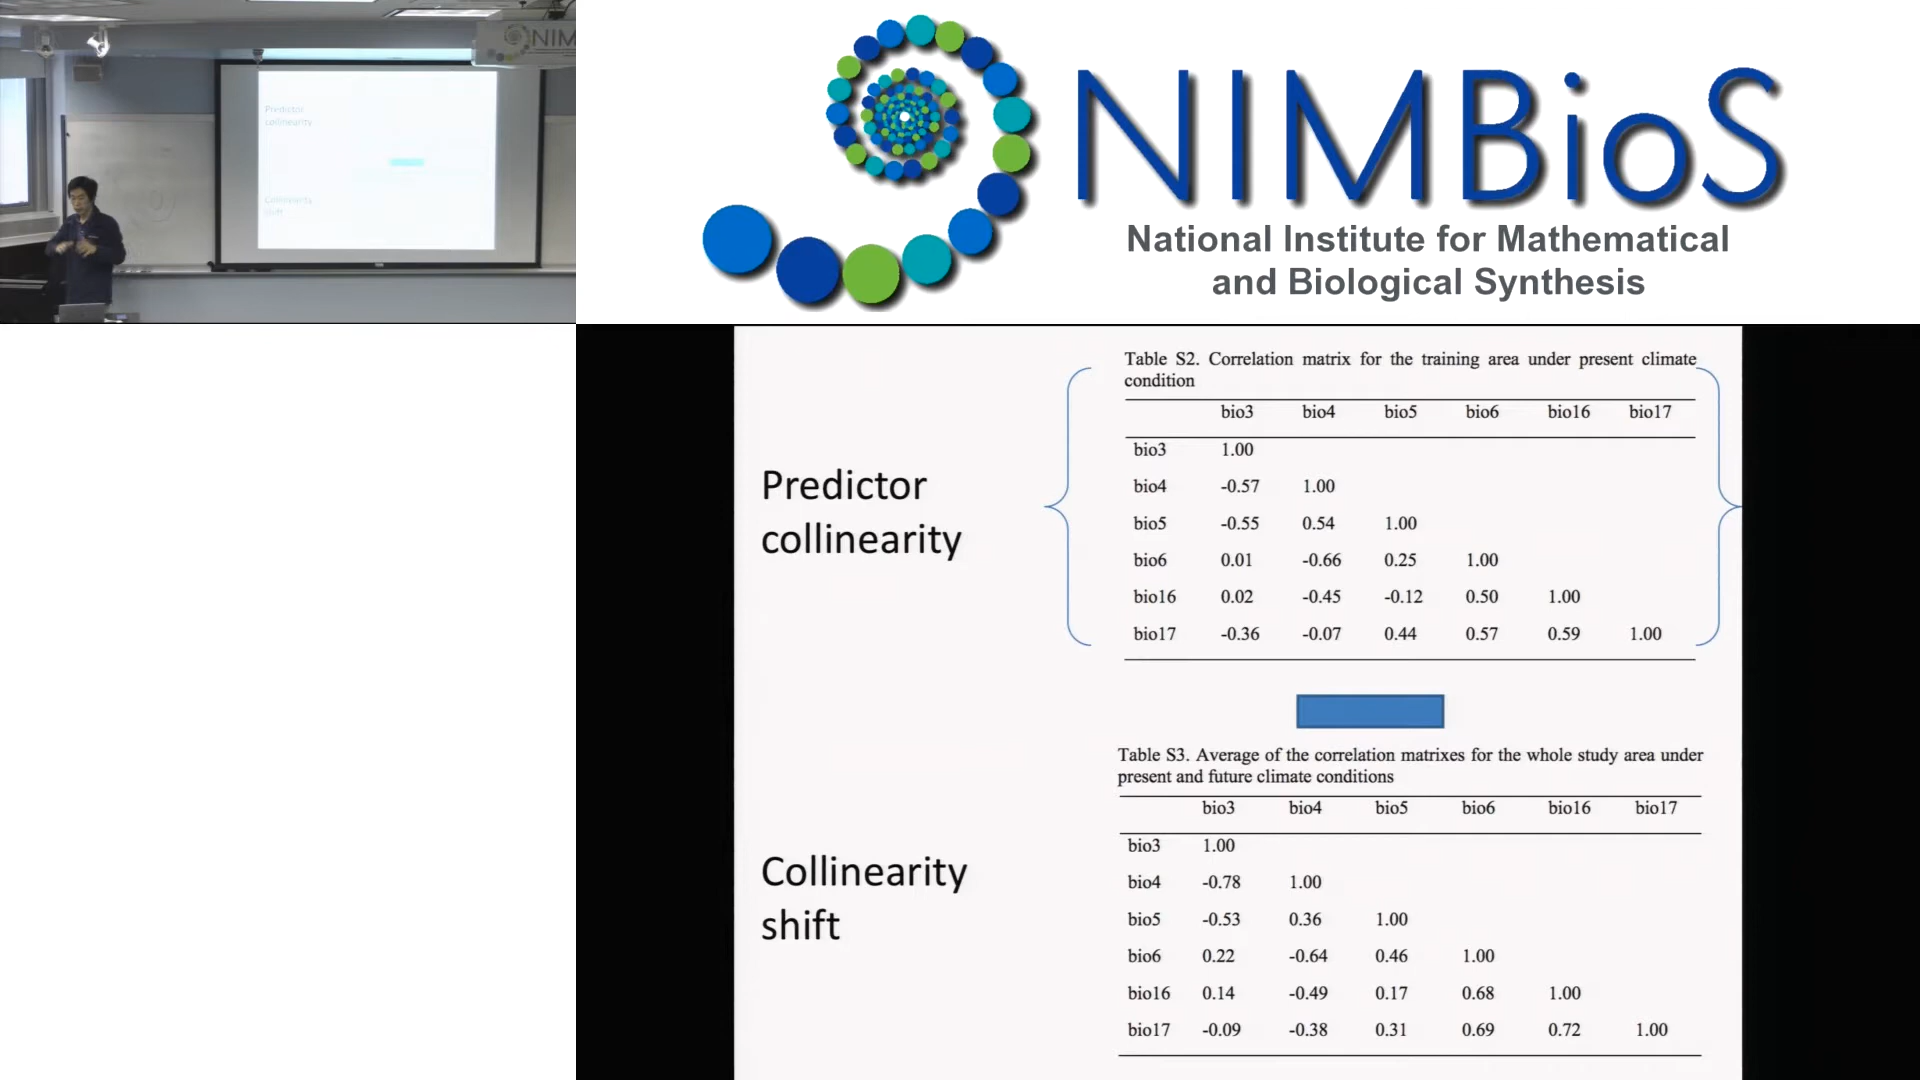 NIM
Predictor
collinearity
Collinearity
shift
NIMBioS
National Institute for Mathematical
and Biological Synthesis
Predictor
collinearity
Table S2. Correlation matrix for the training area under present climate
condition
bio3 bio4 bio5 bio6 bio16 bio17
bio3 1.00
bio4 -0.57 1.00
bio5 -0.55 0.54 1.00
bio6 0.01 -0.66 0.25 1.00
bio16 0.02 -0.45 -0.12 0.50 1.00
bio17 -0.36 -0.07 0.44 0.57 0.59 1.00
Collinearity
shift
Table S3. Average of the correlation matrixes for the whole study area under
present and future climate conditions
bio3 bio4 bio5 bio6 bio16 bio17
bio3 1.00
bio4 -0.78 1.00
bio5 -0.53 0.36 1.00
bio6 0.22 -0.64 0.46 1.00
bio16 0.14 -0.49 0.17 0.68 1.00
bio17 -0.09 -0.38 0.31 0.69 0.72 1.00